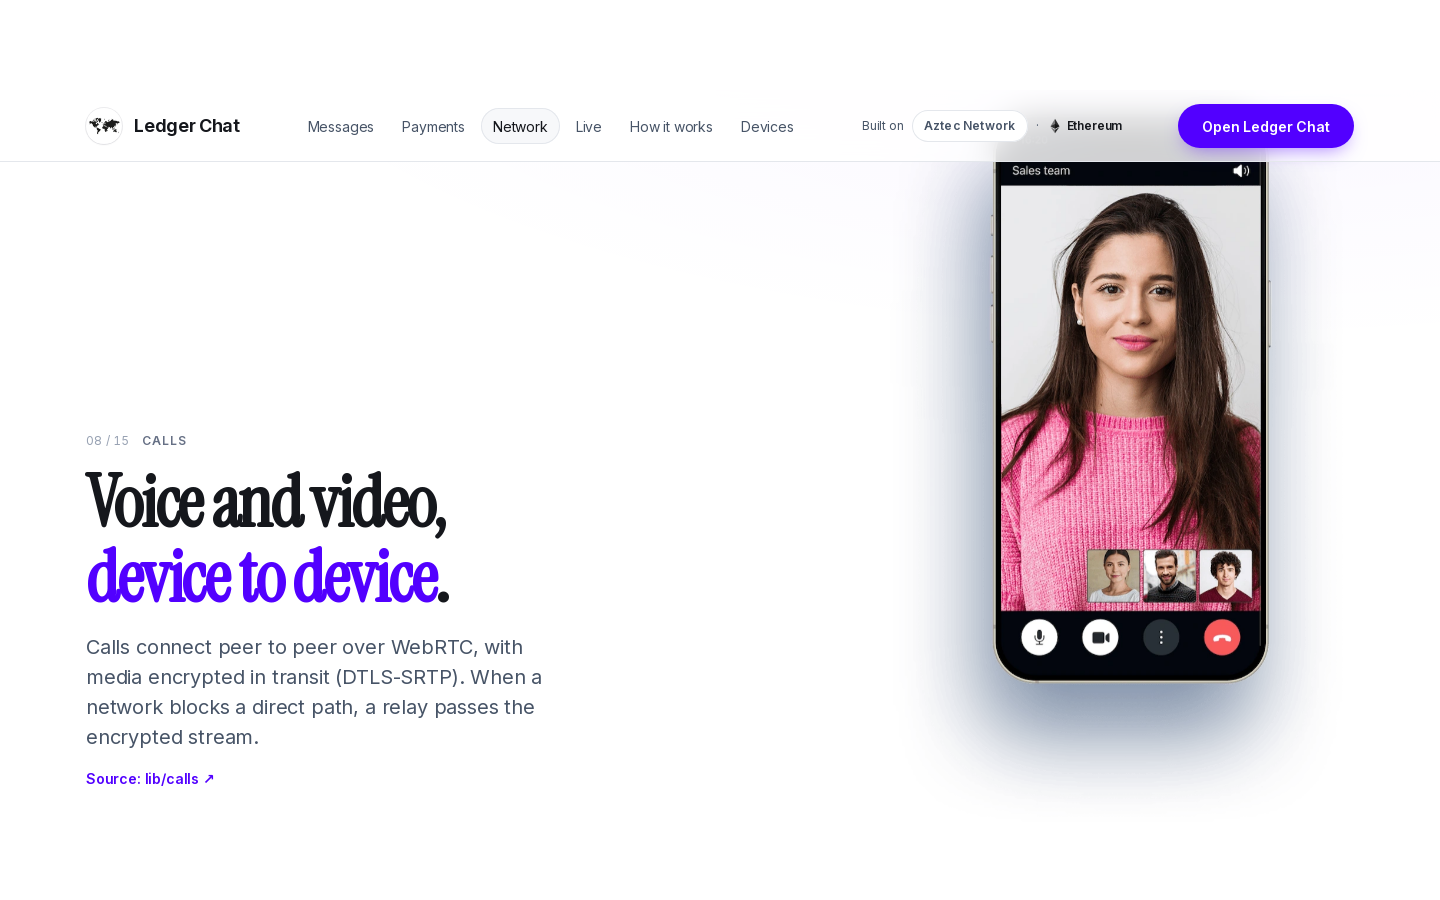 Ledger Chat
Messages
Payments
Network
Live
How it works
Devices
Built on
Aztec Network
·
Ethereum
Open Ledger Chat
Sales team
08 / 15 CALLS
Voice and video,
device to device.
Calls connect peer to peer over WebRTC, with
media encrypted in transit (DTLS-SRTP). When a
network blocks a direct path, a relay passes the
encrypted stream.
Source: lib/calls ↗